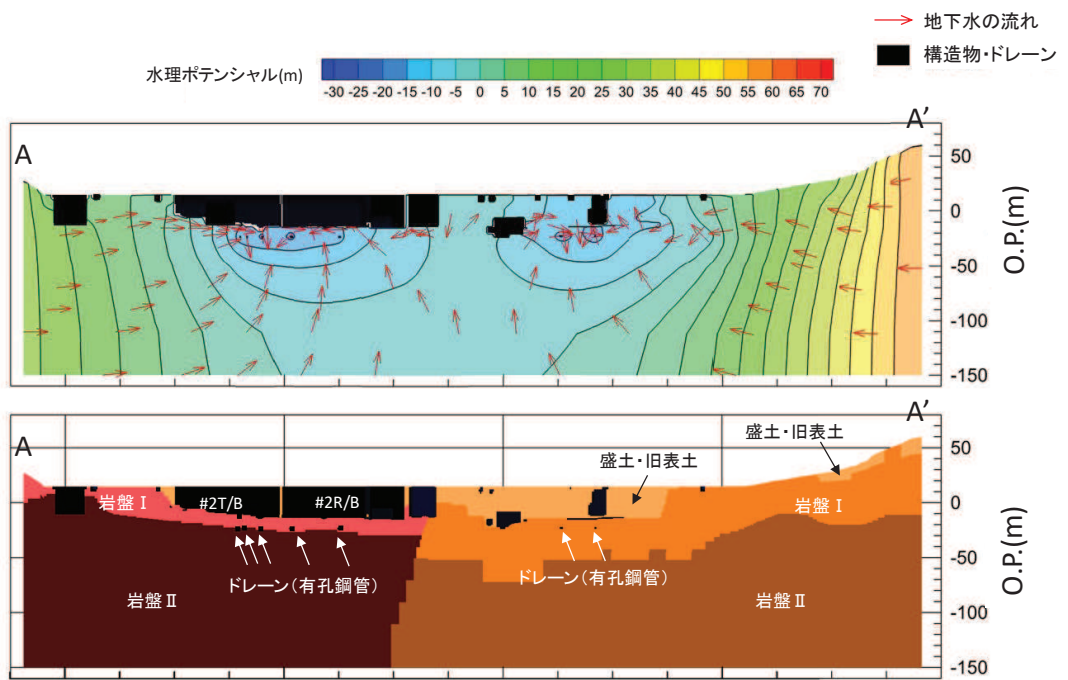 地下水の流れ
構造物・ドレーン
水理ポテンシャル(m)
-30 -25 -20 -15 -10 -5 0 5 10 15 20 25 30 35 40 45 50 55 60 65 70
A
A’
50
0
-50
-100
-150
O.P.(m)
A
A’
盛土・旧表土
盛土・旧表土
岩盤Ⅰ
#2T/B
#2R/B
岩盤Ⅰ
ドレーン(有孔鋼管)
ドレーン(有孔鋼管)
岩盤Ⅱ
岩盤Ⅱ
50
0
-50
-100
-150
O.P.(m)